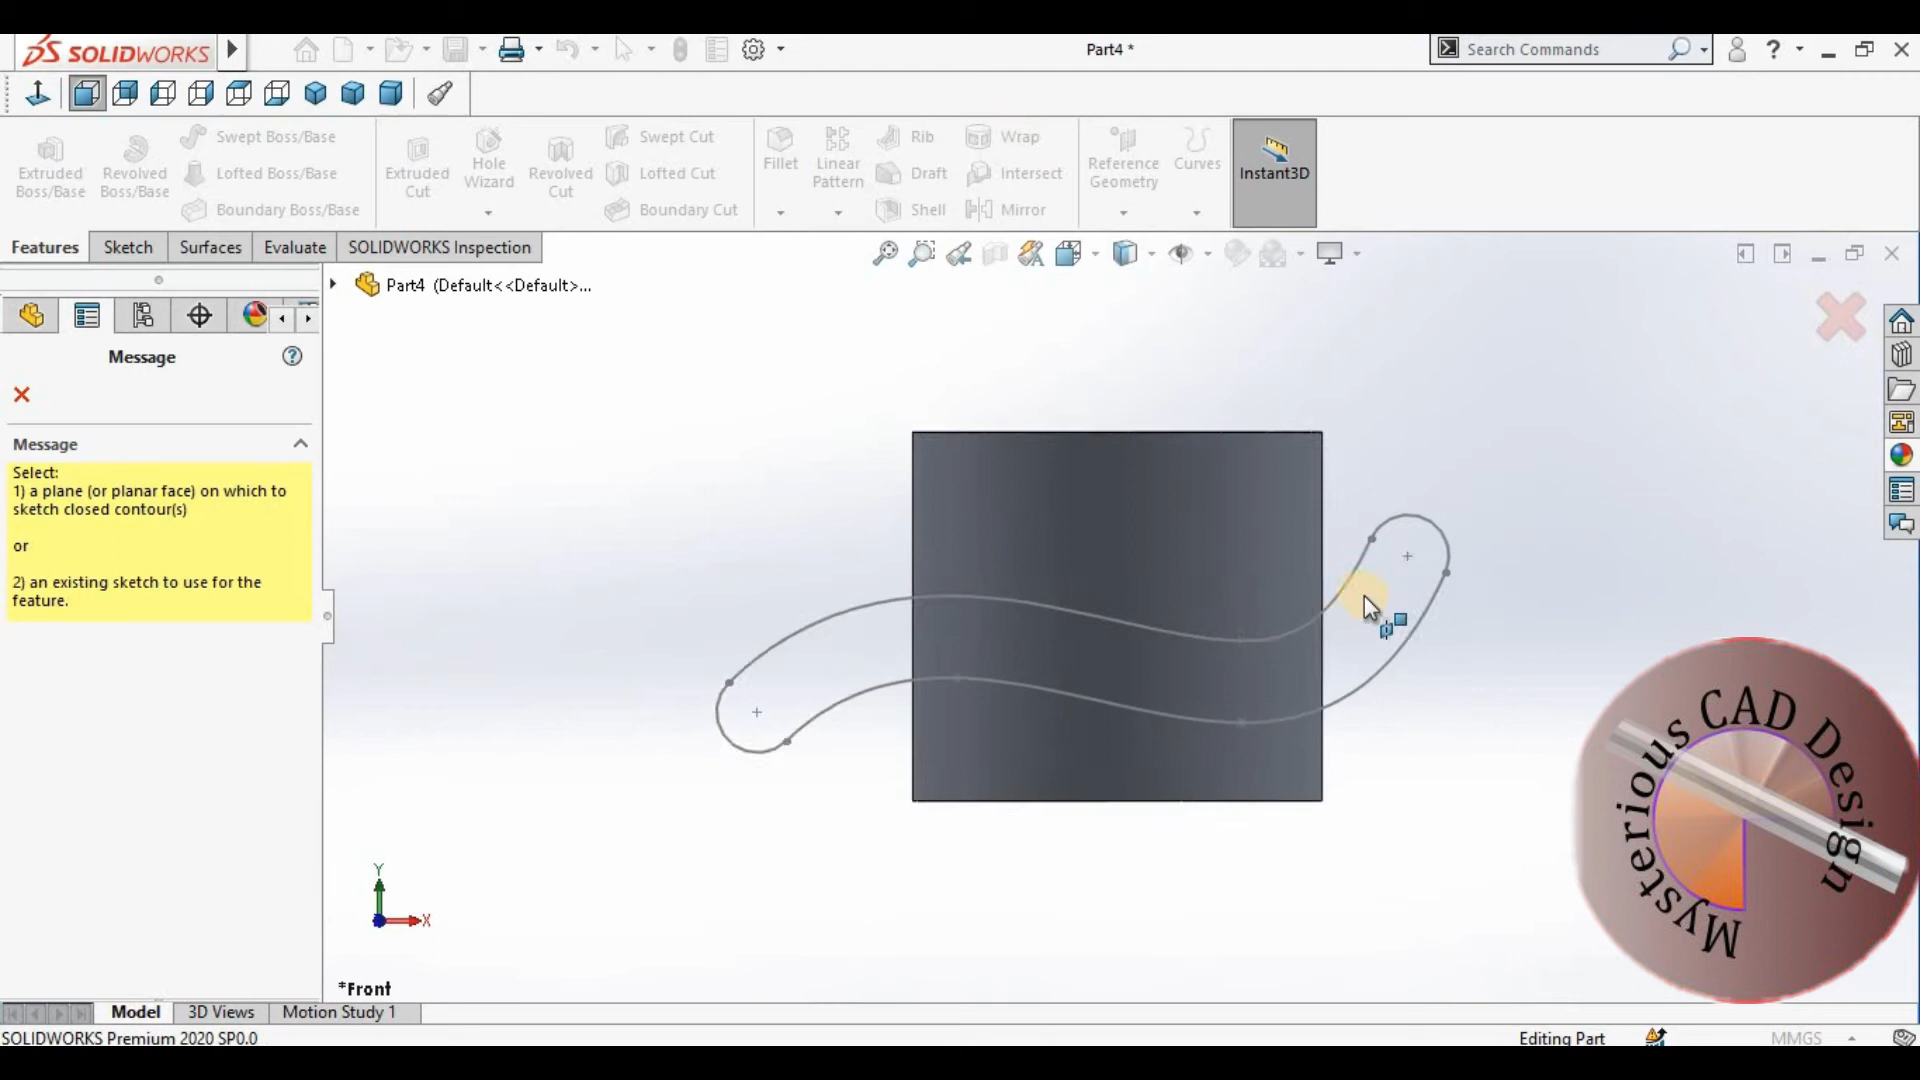 SOLIDWORKS
Part4 *
Search Commands
?
Extruded
Boss/Base
Revolved
Boss/Base
Swept Boss/Base
Lofted Boss/Base
Boundary Boss/Base
Extruded
Cut
Hole
Wizard
Revolved
Cut
Swept Cut
Lofted Cut
Boundary Cut
Fillet
Linear
Pattern
Rib
Draft
Shell
Wrap
Intersect
Mirror
Reference
Geometry
Curves
Instant3D
Features
Sketch
Surfaces
Evaluate
SOLIDWORKS Inspection
Part4 (Default<<Default>...
Message
?
Message
Select:
1) a plane (or planar face) on which to
sketch closed contour(s)
or
2) an existing sketch to use for the
feature.
Y
X
*Front
Mysterious CAD Design
Model
3D Views
Motion Study 1
SOLIDWORKS Premium 2020 SP0.0
Editing Part
MMGS